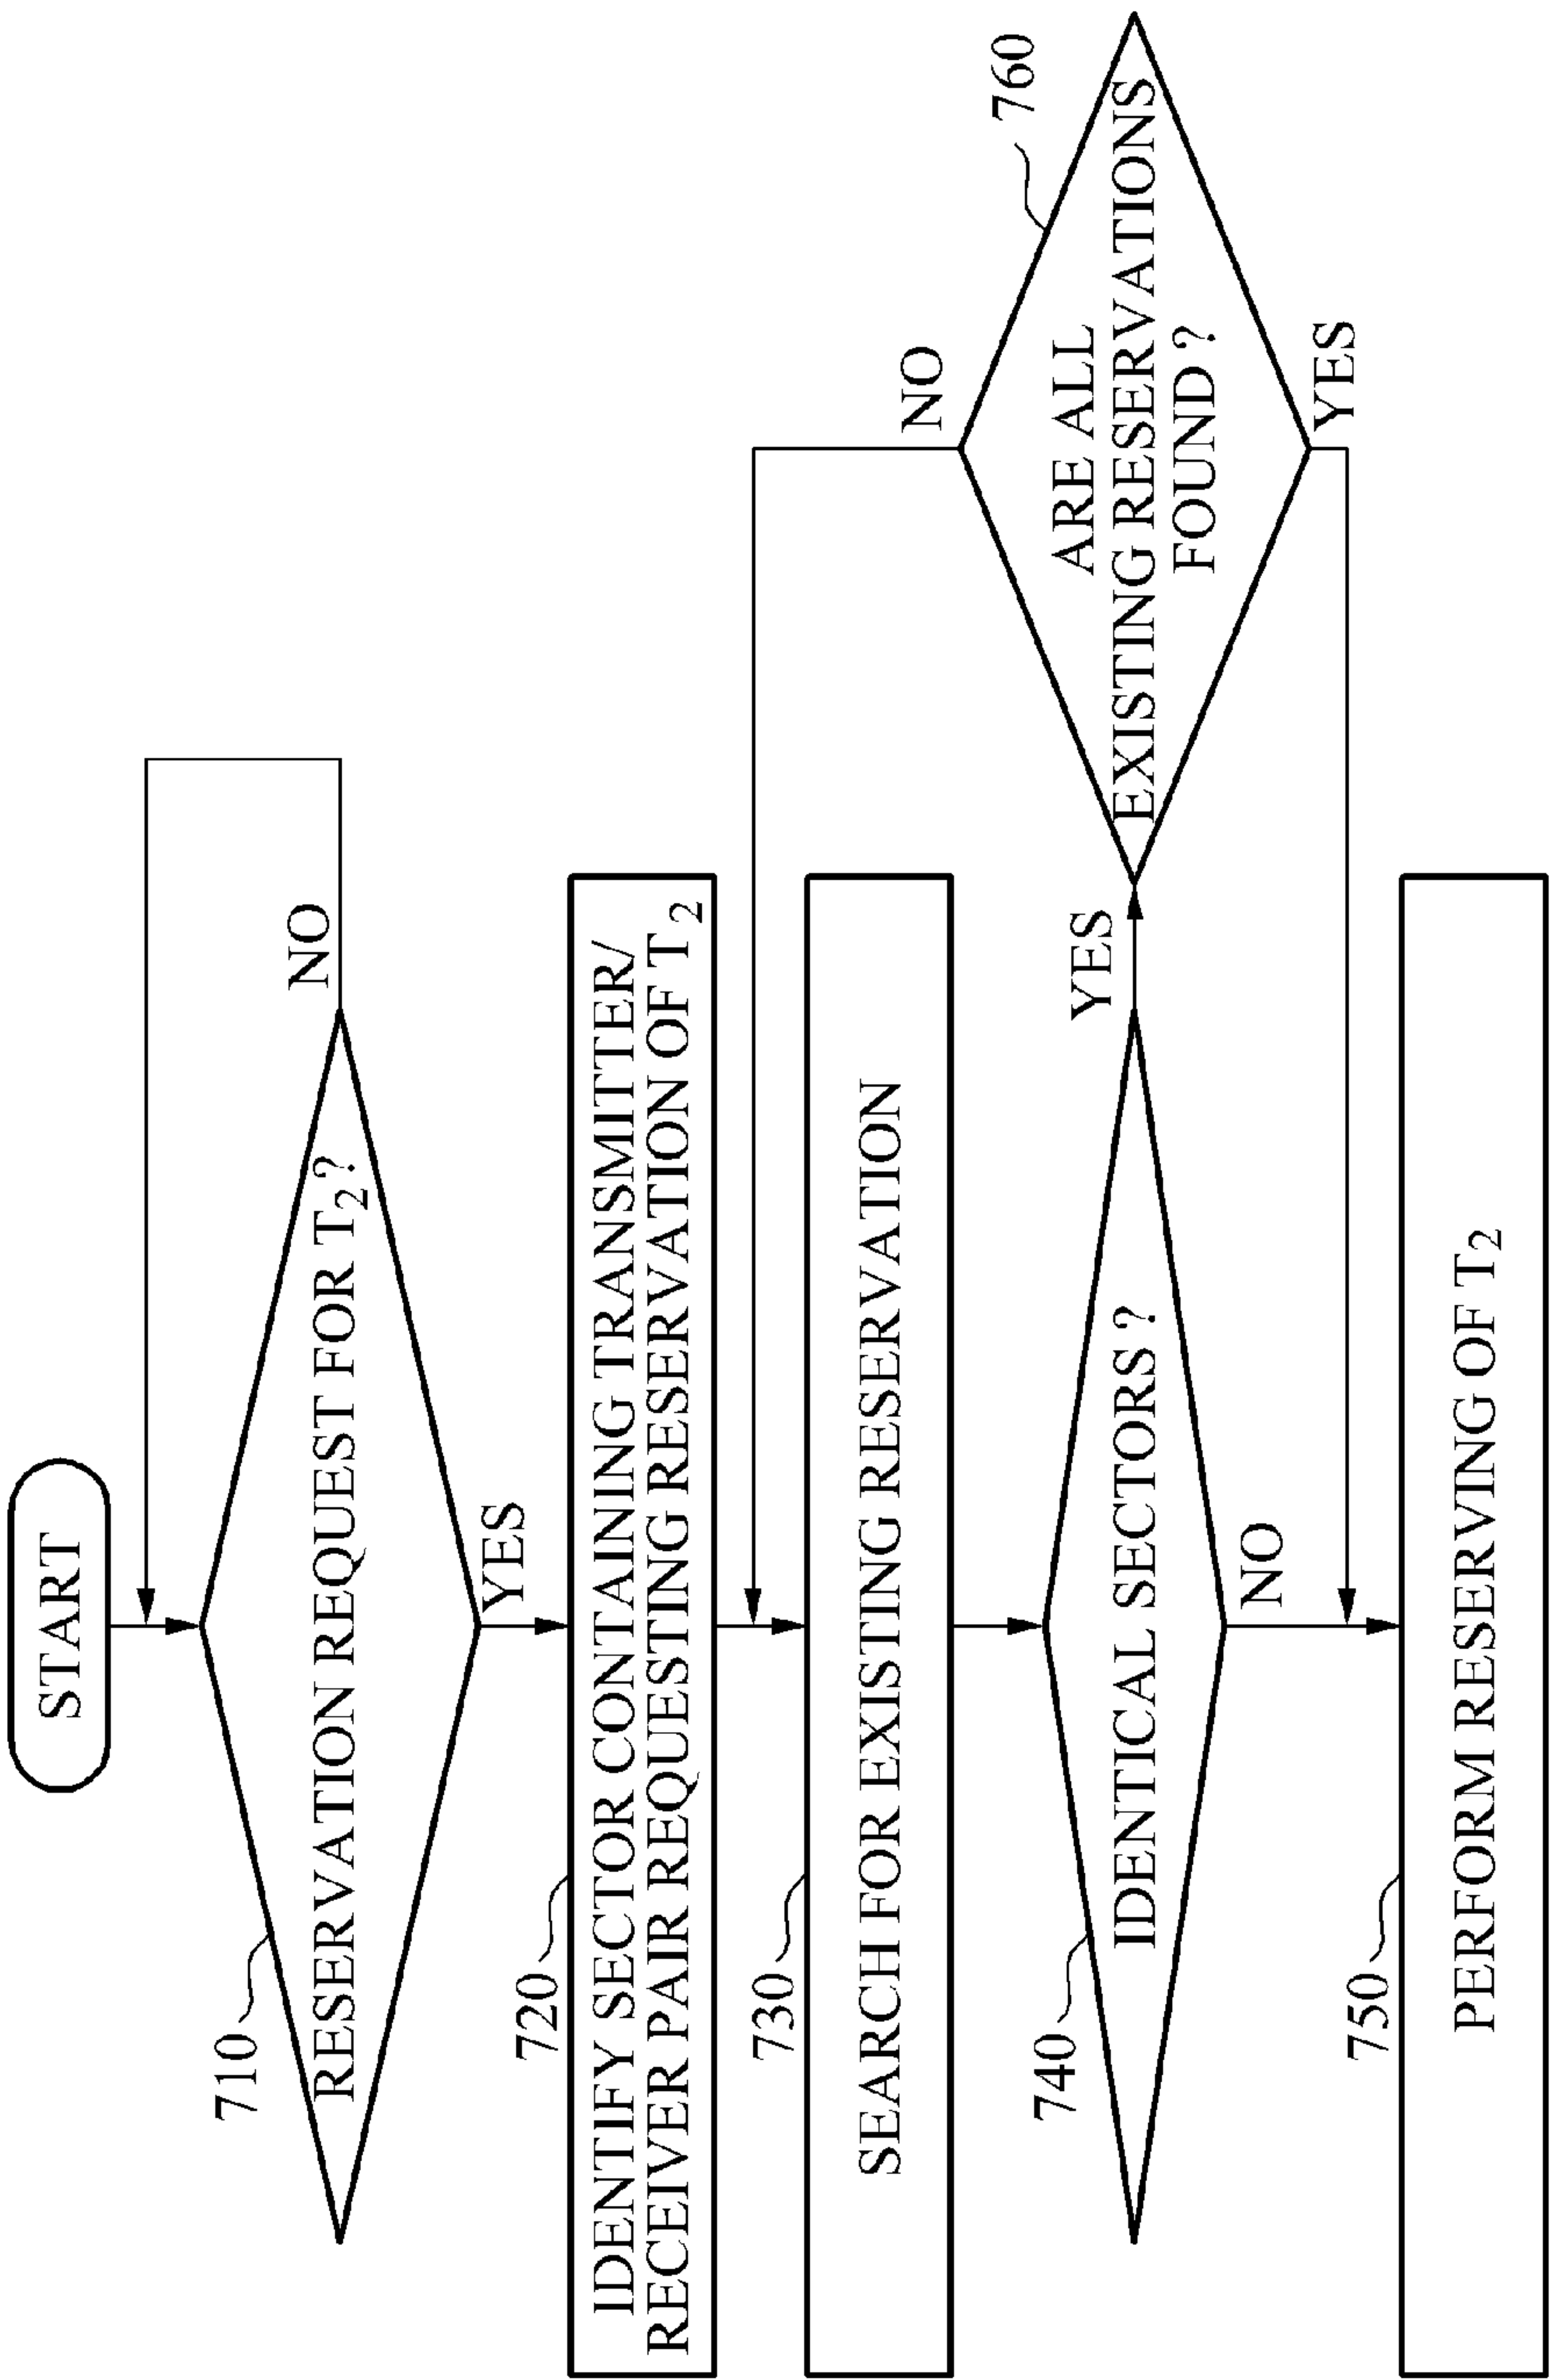 START
710
RESERVATION REQUEST FOR T2?
NO
YES
720
IDENTIFY SECTOR CONTAINING TRANSMITTER/
RECEIVER PAIR REQUESTING RESERVATION OF T2
730
SEARCH FOR EXISTING RESERVATION
740
IDENTICAL SECTORS?
YES
NO
760
ARE ALL
EXISTING RESERVATIONS
FOUND?
NO
YES
750
PERFORM RESERVING OF T2